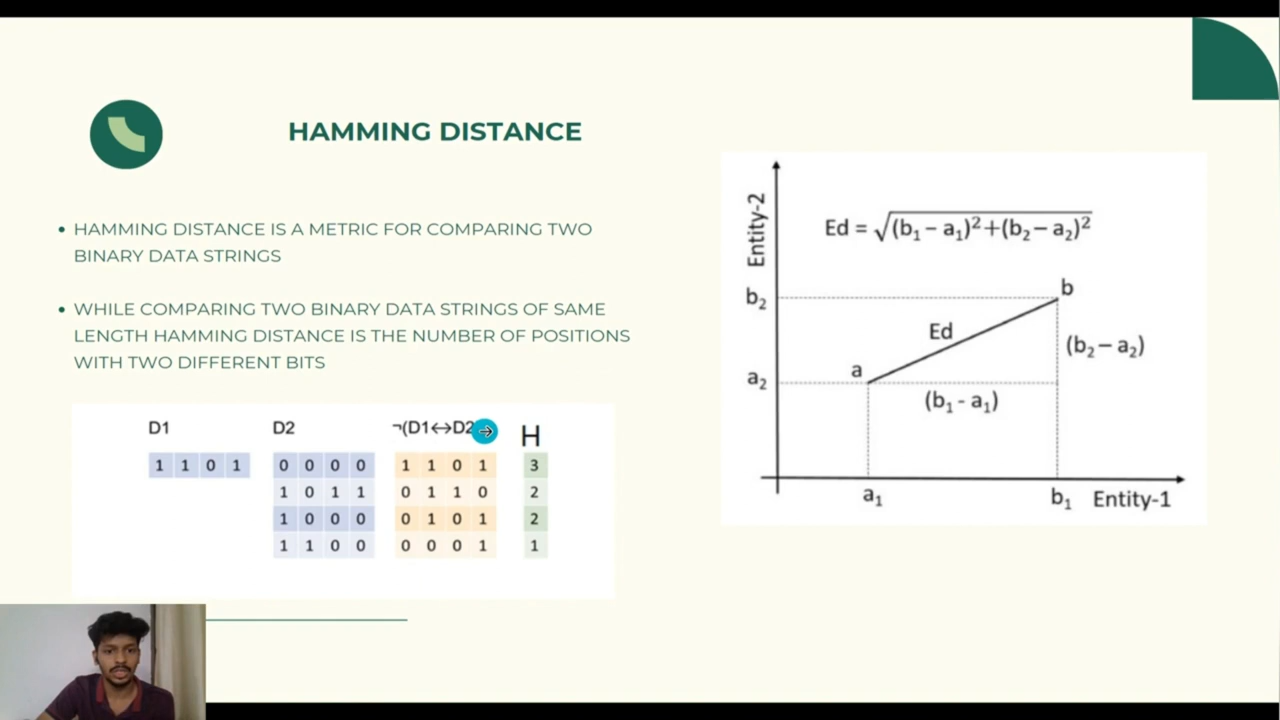 HAMMING DISTANCE
HAMMING DISTANCE IS A METRIC FOR COMPARING TWO
BINARY DATA STRINGS
WHILE COMPARING TWO BINARY DATA STRINGS OF SAME
LENGTH HAMMING DISTANCE IS THE NUMBER OF POSITIONS
WITH TWO DIFFERENT BITS
D1 D2 ¬(D1↔D2 H
1 1 0 1 0 0 0 0 1 1 0 1 3
1 0 1 1 0 1 1 0 2
1 0 0 0 0 1 0 1 2
1 1 0 0 0 0 0 1 1
Entity-2
Ed = √(b₁ – a₁)²+(b₂– a₂)²
b₂
b
Ed
(b₂ – a₂)
a₂
a
(b₁ - a₁)
a₁
b₁
Entity-1